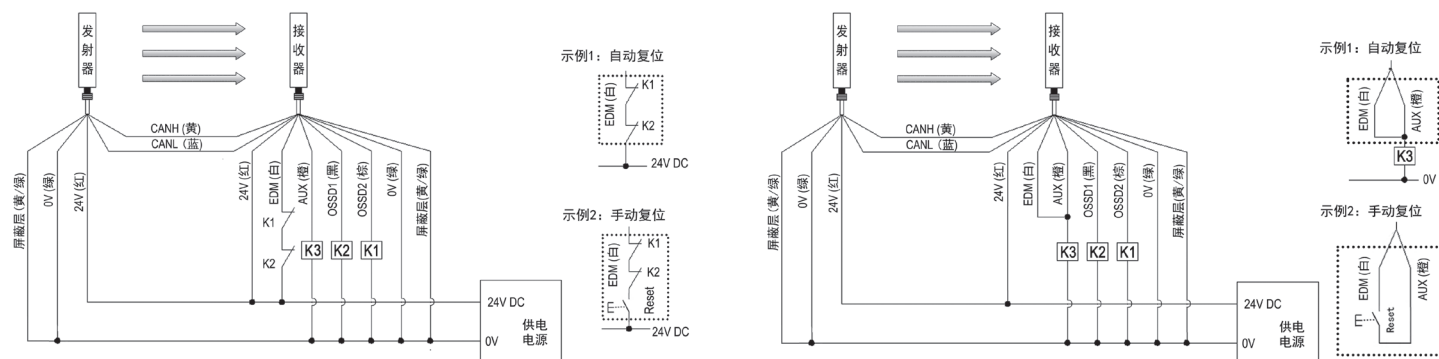 发射器
接收器
CANH (黄)
CANL (蓝)
屏蔽层 (黄/绿)
0V (绿)
24V (红)
24V (红)
EDM (白)
AUX (橙)
OSSD1 (黑)
OSSD2 (棕)
0V (绿)
屏蔽层(黄/绿)
K1
K2
K3
K2
K1
24V DC
供电
电源
0V
示例1：自动复位
EDM (白)
K1
K2
24V DC
示例2：手动复位
EDM (白)
K1
K2
Reset
24V DC
发射器
接收器
CANH (黄)
CANL (蓝)
屏蔽层 (黄/绿)
0V (绿)
24V (红)
24V (红)
EDM (白)
AUX (橙)
OSSD1 (黑)
OSSD2 (棕)
0V (绿)
屏蔽层(黄/绿)
K3
K2
K1
24V DC
供电
电源
0V
示例1：自动复位
EDM (白)
AUX (橙)
K3
0V
示例2：手动复位
EDM (白)
AUX (橙)
Reset